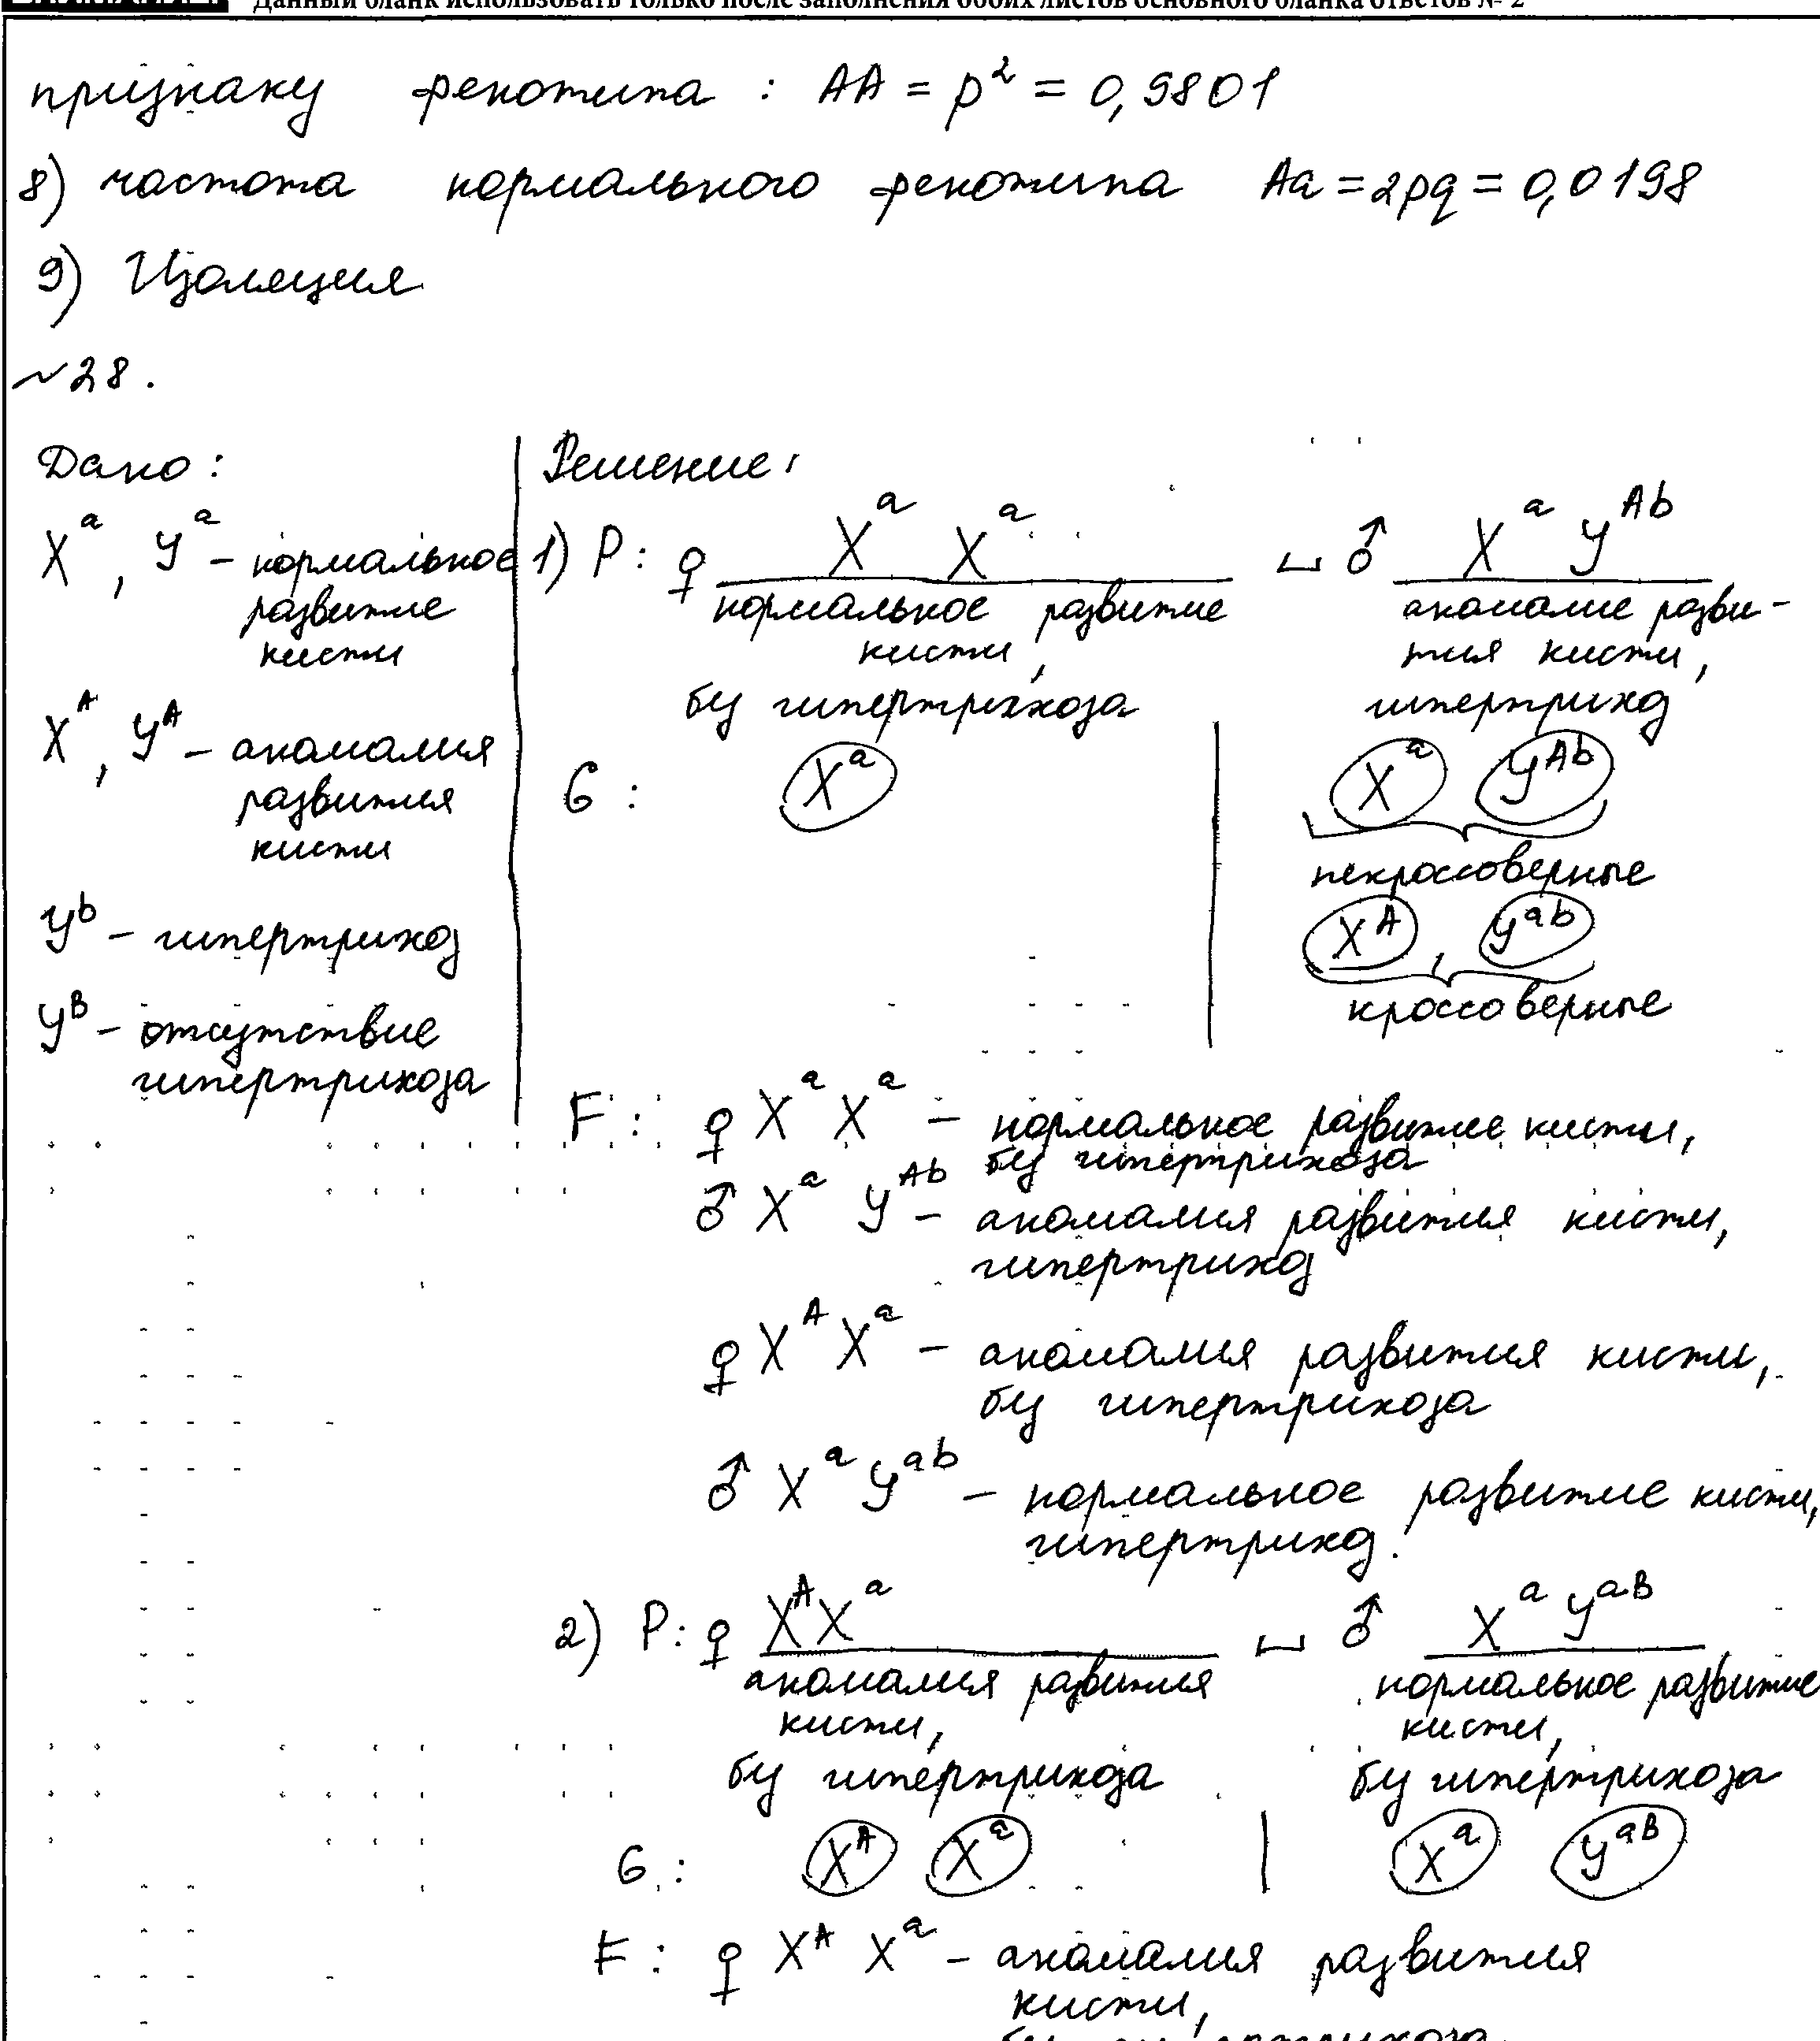 Данный бланк использовать только после заполнения обоих листов основного бланка ответов № 2
признаку фенотипа : AA = p² = 0,9801
8) частота нормального фенотипа Aa = 2pq = 0,0198
9) Изоляция
№28.
Дано:
X^a, Y^a – нормальное
развитие
кисти
X^A, Y^A – аномалия
развития
кисти
Y^b – гипертрихоз
Y^B – отсутствие
гипертрихоза
Решение:
1) P: ♀ X^a X^a × ♂ X^a Y^Ab
нормальное развитие аномалие разви-
кисти, тия кисти,
без гипертрихоза гипертрихоз
G: X^a X^a Y^Ab
некроссоверные
X^A, Y^ab
кроссоверные
F: ♀ X^a X^a – нормальное развитие кисти,
без гипертрихоза
♂ X^a Y^Ab – аномалия развития кисти,
гипертрихоз
♀ X^A X^a – аномалия развития кисти,
без гипертрихоза
♂ X^a Y^ab – нормальное развитие кисти,
гипертрихоз.
2) P: ♀ X^A X^a × ♂ X^a Y^aB
аномалия развития нормальное развитие
кисти, кисти,
без гипертрихоза без гипертрихоза
G: X^A X^a | X^a Y^aB
F: ♀ X^A X^a – аномалия развития
кисти,